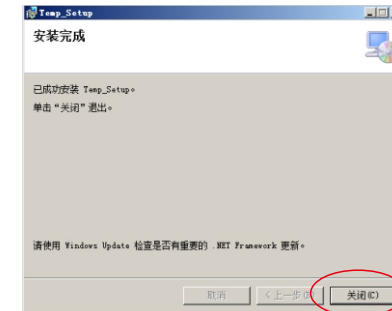 Temp_Setup
安装完成
已成功安装 Temp_Setup。
单击“关闭”退出。
请使用 Windows Update 检查是否有重要的 .NET Framework 更新。
取消
< 上一步(P)
关闭(C)